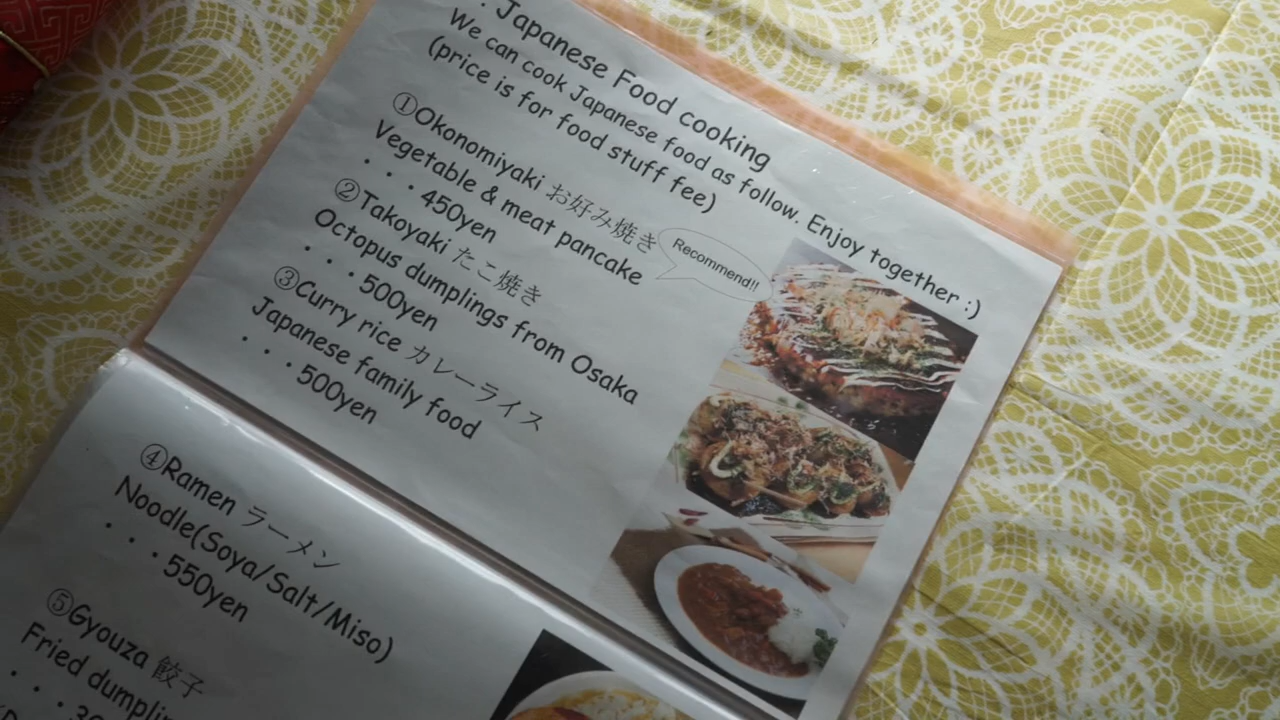 . Japanese Food cooking
We can cook Japanese food as follow. Enjoy together :)
(price is for food stuff fee)
①Okonomiyaki お好み焼き
Vegetable & meat pancake
・・・450yen
Recommend!!
②Takoyaki たこ焼き
Octopus dumplings from Osaka
・・・500yen
③Curry rice カレーライス
Japanese family food
・・・500yen
④Ramen ラーメン
Noodle(Soya/Salt/Miso)
・・・550yen
⑤Gyouza 餃子
Fried